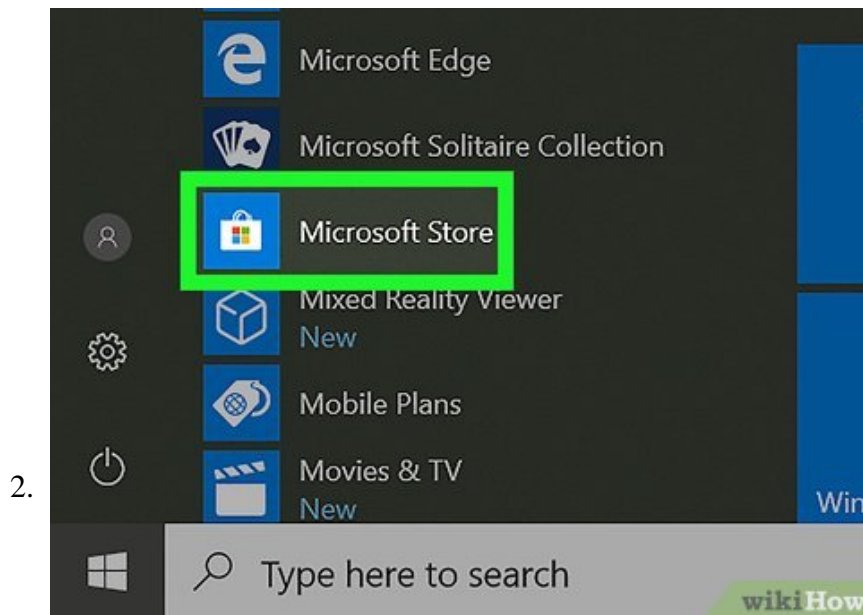 Microsoft Edge
Microsoft Solitaire Collection
Microsoft Store
Mixed Reality Viewer
New
Mobile Plans
2.
Movies & TV
New
Win
Type here to search
wikiHow